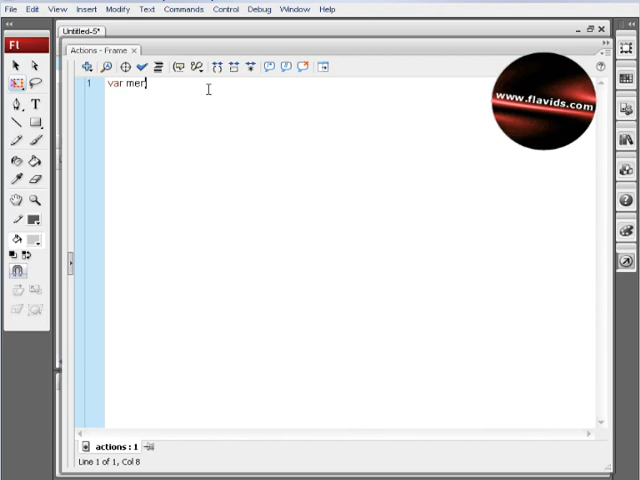 File Edit View Insert Modify Text Commands Control Debug Window Help
Fl
Untitled-5*
Actions - Frame
1 var mer
www.flavids.com
actions : 1
Line 1 of 1, Col 8